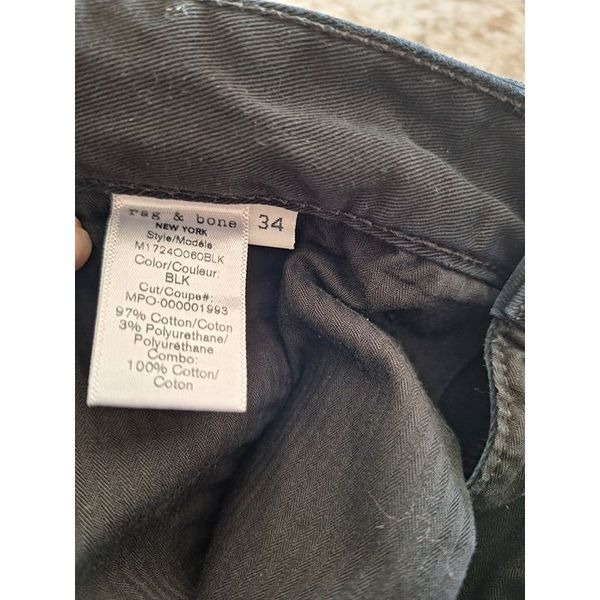 rag & bone
NEW YORK
34
Style/Modéle
M1724O060BLK
Color/Couleur:
BLK
Cut/Coupe#:
MPO-000001993
97% Cotton/Coton
3% Polyurethane/
Polyuréthane
Combo:
100% Cotton/
Coton